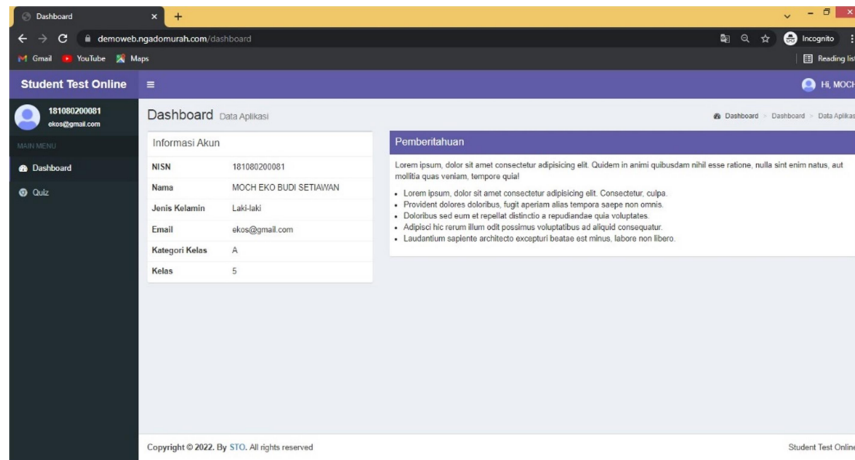 Dashboard
demoweb.ngadomurah.com/dashboard
Incognito
Gmail YouTube Maps
Reading list
Student Test Online
Hi, MOCH
181080200081
ekos@gmail.com
MAIN MENU
Dashboard
Quiz
Dashboard Data Aplikasi
Dashboard > Dashboard > Data Aplikasi
Informasi Akun
NISN 181080200081
Nama MOCH EKO BUDI SETIAWAN
Jenis Kelamin Laki-laki
Email ekos@gmail.com
Kategori Kelas A
Kelas 5
Pemberitahuan
Lorem ipsum, dolor sit amet consectetur adipisicing elit. Quidem in animi quibusdam nihil esse ratione, nulla sint enim natus, aut
mollitia quas veniam, tempore quia!
• Lorem ipsum, dolor sit amet consectetur adipisicing elit. Consectetur, culpa.
• Provident dolores doloribus, fugit aperiam alias tempora saepe non omnis.
• Doloribus sed eum et repellat distinctio a repudiandae quia voluptates.
• Adipisci hic rerum illum odit possimus voluptatibus ad aliquid consequatur.
• Laudantium sapiente architecto excepturi beatae est minus, labore non libero.
Copyright © 2022. By STO. All rights reserved
Student Test Online